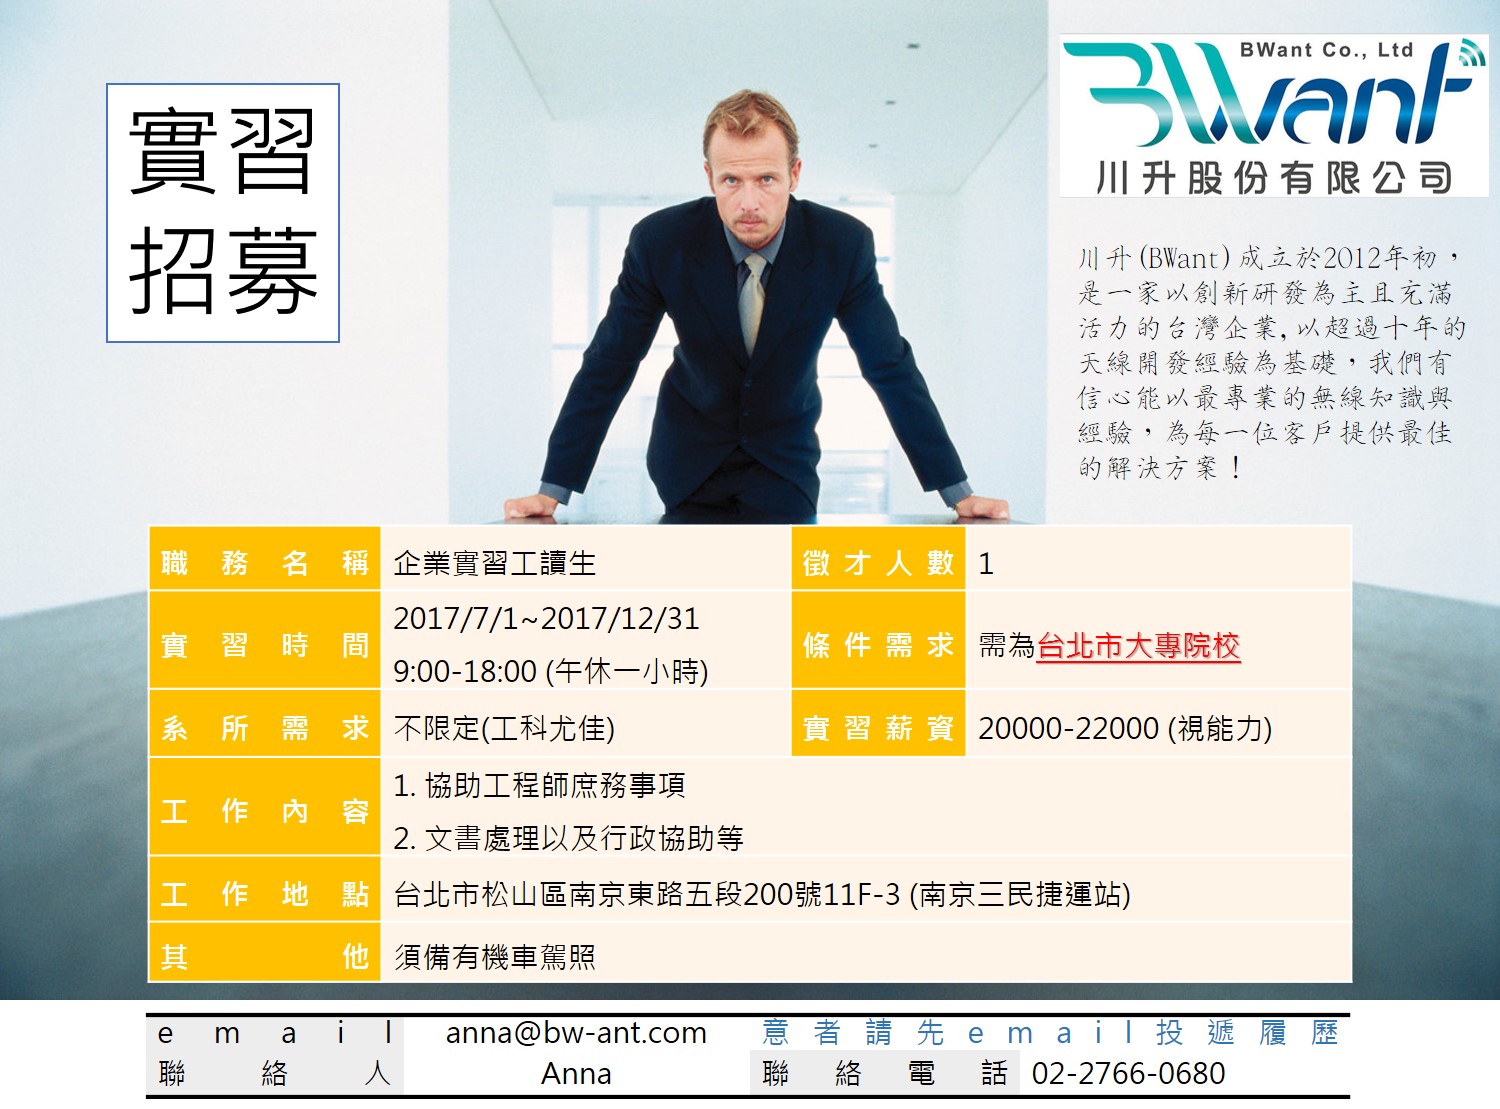 實習
招募
BWant Co., Ltd
BWant
川升股份有限公司
川升(BWant)成立於2012年初，
是一家以創新研發為主且充滿
活力的台灣企業,以超過十年的
天線開發經驗為基礎，我們有
信心能以最專業的無線知識與
經驗，為每一位客戶提供最佳
的解決方案！
職務名稱 企業實習工讀生 徵才人數 1
實習時間 2017/7/1~2017/12/31
9:00-18:00 (午休一小時)
條件需求 需為台北市大專院校
系所需求 不限定(工科尤佳) 實習薪資 20000-22000 (視能力)
工作內容 1. 協助工程師庶務事項
2. 文書處理以及行政協助等
工作地點 台北市松山區南京東路五段200號11F-3 (南京三民捷運站)
其他 須備有機車駕照
email anna@bw-ant.com 意者請先email投遞履歷
聯絡人 Anna 聯絡電話 02-2766-0680